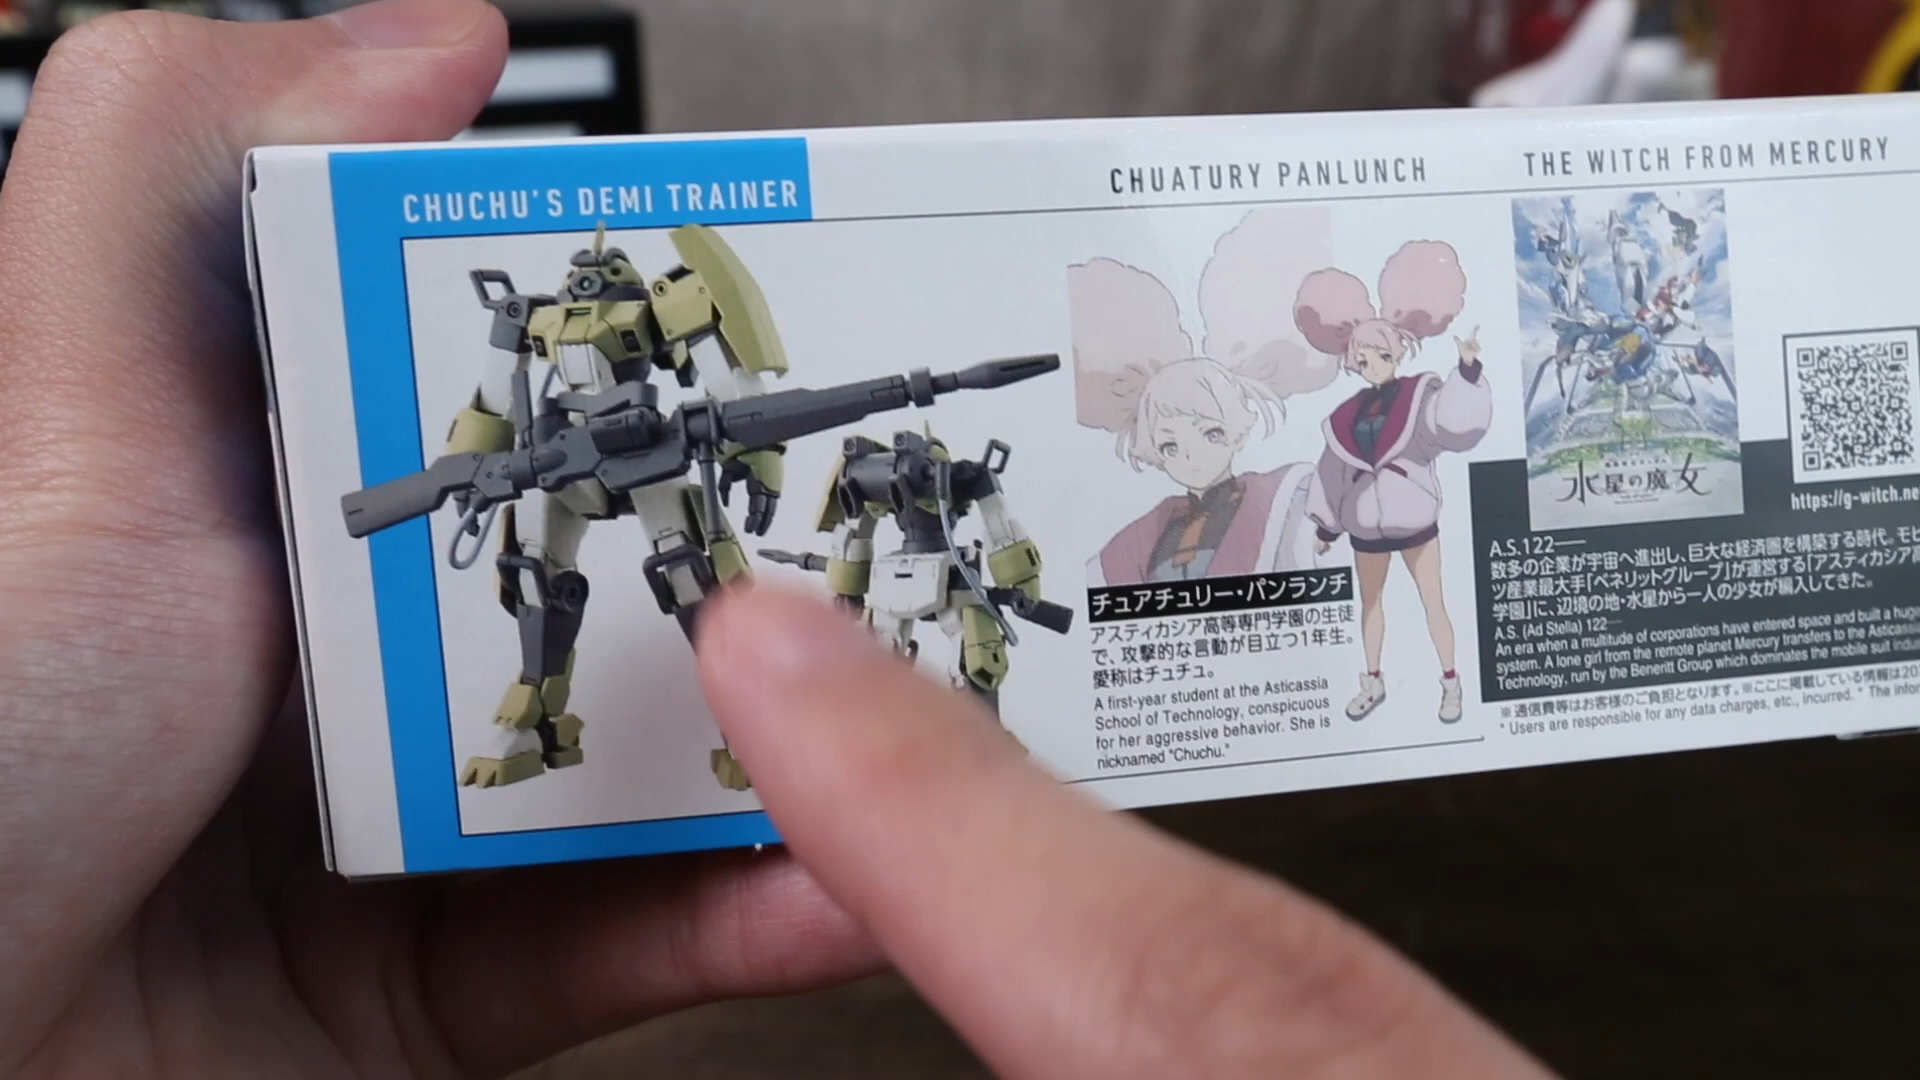 CHUCHU'S DEMI TRAINER
CHUATURY PANLUNCH
チュアチュリー・パンランチ
アスティカシア高等専門学園の生徒
で、攻撃的な言動が目立つ1年生。
愛称はチュチュ。
A first-year student at the Asticassia
School of Technology, conspicuous
for her aggressive behavior. She is
nicknamed "Chuchu."
THE WITCH FROM MERCURY
水星の魔女
https://g-witch.ne
A.S.122――
数多の企業が宇宙へ進出し、巨大な経済圏を構築する時代。モビ
ツ産業最大手「ベネリットグループ」が運営する「アスティカシア高
学園」に、辺境の地・水星から一人の少女が編入してきた。
A.S. (Ad Stella) 122―
An era when a multitude of corporations have entered space and built a huge
system. A lone girl from the remote planet Mercury transfers to the Asticassia
Technology, run by the Beneritt Group which dominates the mobile suit indus
※通信費等はお客様のご負担となります。※ここに掲載している情報は20
* Users are responsible for any data charges, etc., incurred. * The infor